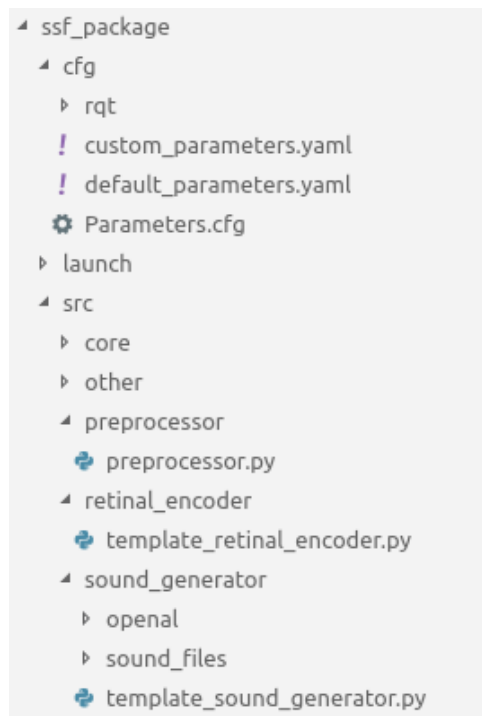 ssf_package
cfg
rqt
custom_parameters.yaml
default_parameters.yaml
Parameters.cfg
launch
src
core
other
preprocessor
preprocessor.py
retinal_encoder
template_retinal_encoder.py
sound_generator
openal
sound_files
template_sound_generator.py